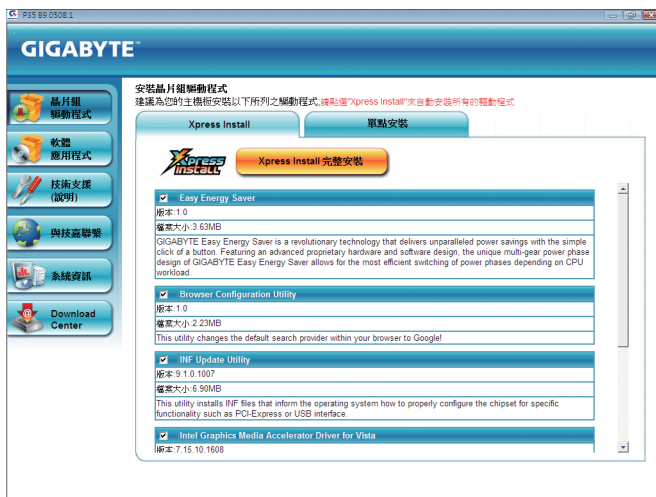 P35 B9.0508.1
GIGABYTE™
安裝晶片組驅動程式
建議為您的主機板安裝以下所列之驅動程式;請點選"Xpress Install"來自動安裝所有的驅動程式
晶片組
驅動程式
軟體
應用程式
技術支援
(說明)
與技嘉聯繫
系統資訊
Download
Center
Xpress Install
單點安裝
Xpress
INSTALL
Xpress Install 完整安裝
Easy Energy Saver
版本:1.0
檔案大小:3.63MB
GIGABYTE Easy Energy Saver is a revolutionary technology that delivers unparalleled power savings with the simple
click of a button. Featuring an advanced proprietary hardware and software design, the unique multi-gear power phase
design of GIGABYTE Easy Energy Saver allows for the most efficient switching of power phases depending on CPU
workload.
Browser Configuration Utility
版本:1.0
檔案大小:2.23MB
This utility changes the default search provider within your browser to Google!
INF Update Utility
版本:9.1.0.1007
檔案大小:6.90MB
This utility installs INF files that inform the operating system how to properly configure the chipset for specific
functionality such as PCI-Express or USB interface.
Intel Graphics Media Accelerator Driver for Vista
版本:7.15.10.1608